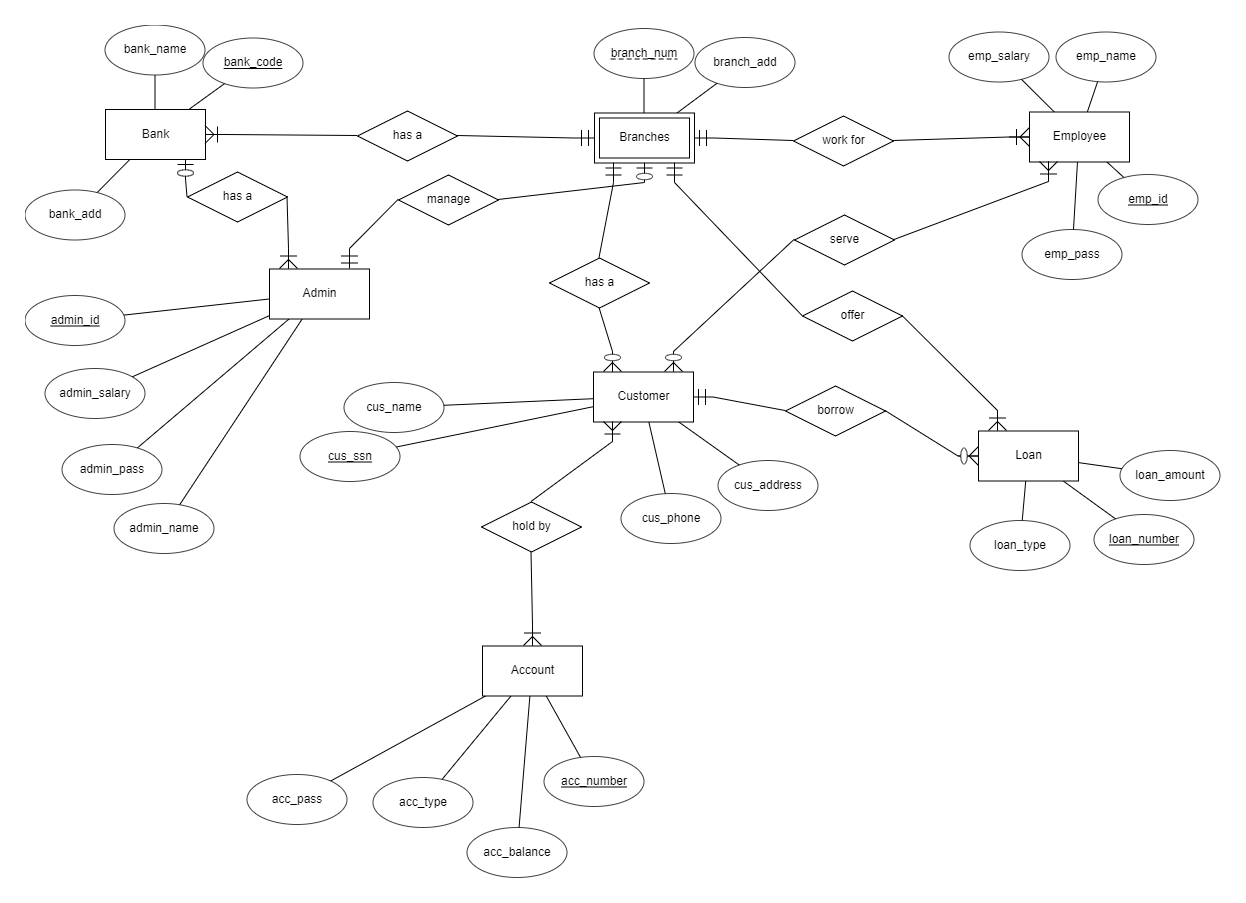 bank_name
bank_code
branch_num
branch_add
emp_salary
emp_name
Bank
has a
Branches
work for
Employee
bank_add
has a
manage
serve
emp_id
emp_pass
Admin
has a
offer
admin_id
admin_salary
cus_name
Customer
borrow
cus_ssn
Loan
loan_amount
admin_pass
cus_address
cus_phone
admin_name
hold by
loan_type
loan_number
Account
acc_pass
acc_type
acc_number
acc_balance